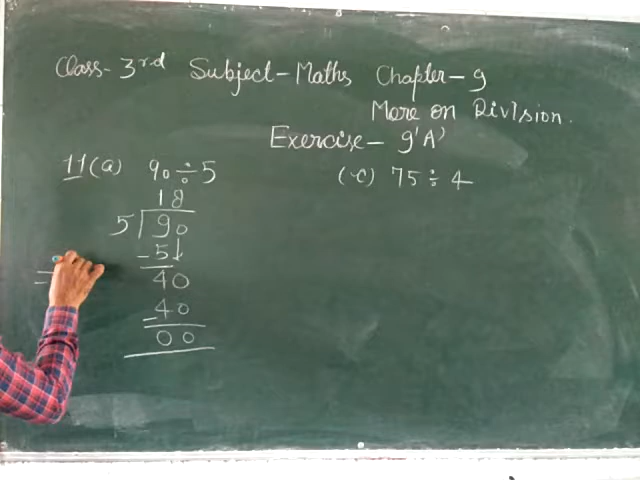 Class- 3rd Subject-Maths Chapter-9
More on Division.
Exercise- 9'A'
11(a) 90÷5
(c) 75÷4
18
5 90
-5↓
40
-40
00
=